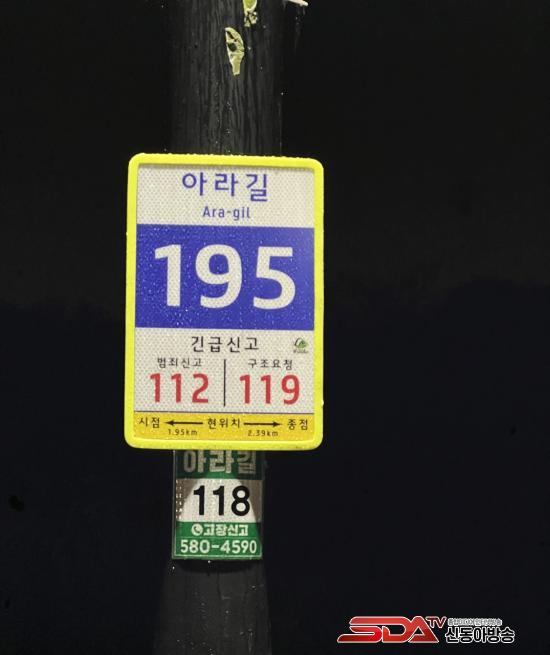 아라길
Ara-gil
195
긴급신고
범죄신고 구조요청
112 119
시점 현위치 종점
1.95km 2.39km
아라길
118
고장신고
580-4590
SDATV
신동아방송